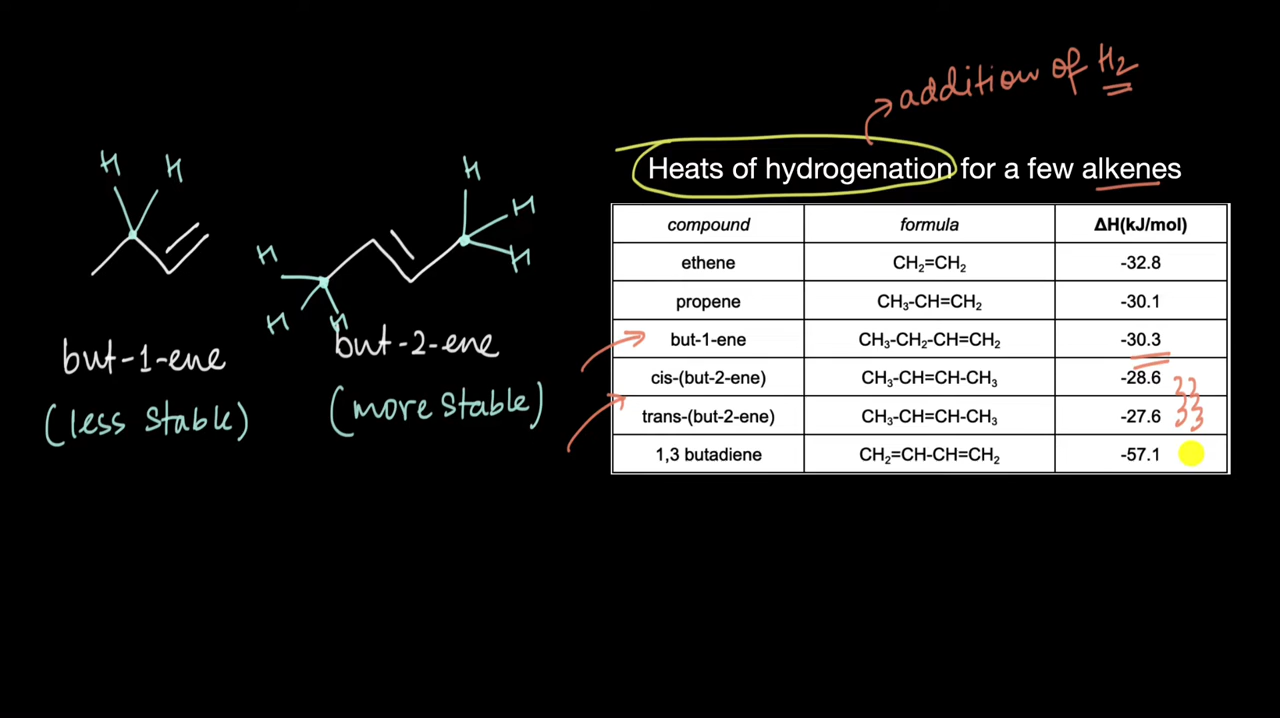 addition of H2
Heats of hydrogenation for a few alkenes
H H
H
H
H
H
H
H
but-1-ene
(less stable)
but-2-ene
(more stable)
compound formula ΔH(kJ/mol)
ethene CH₂=CH₂ -32.8
propene CH₃-CH=CH₂ -30.1
but-1-ene CH₃-CH₂-CH=CH₂ -30.3
cis-(but-2-ene) CH₃-CH=CH-CH₃ -28.6
trans-(but-2-ene) CH₃-CH=CH-CH₃ -27.6
1,3 butadiene CH₂=CH-CH=CH₂ -57.1